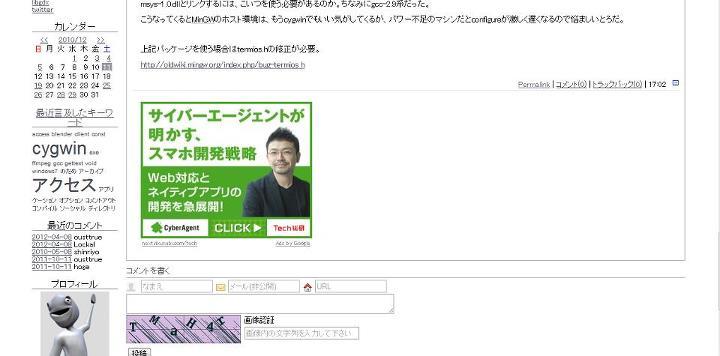 twitter
カレンダー
<< 2010/12 >>
日 月 火 水 木 金 土
1 2 3 4
5 6 7 8 9 10 11
12 13 14 15 16 17 18
19 20 21 22 23 24 25
26 27 28 29 30 31
最近言及したキーワード
access blender client const
cygwin exe
ffmpeg gcc gettext void
windows7 のため アーカイブ
アクセス アプリ
ケーション オプション コメントアウト
コンパイル ソーシャル ディレクトリ
最近のコメント
2012-04-08 ousttrue
2012-04-08 Lockal
2010-05-08 shinriyo
2011-10-11 ousttrue
2011-10-11 hoge
プロフィール
msys-1.0.dllとリンクするには、こいつを使う必要があるのか。ちなみにgcc-2.9系だった。
こうなってくるとMinGWのホスト環境は、もうcygwinでもいい気がしてくるが、パワー不足のマシンだとconfigureが激しく遅くなるので悩ましいとろだ。
上記パッケージを使う場合はtermios.hの修正が必要。
http://oldwiki.mingw.org/index.php/bug-termios.h
Permalink | コメント(0) | トラックバック(0) | 17:02
サイバーエージェントが
明かす、
スマホ開発戦略
Web対応と
ネイティブアプリの
開発を急展開!
CyberAgent CLICK Tech総研
next.rikunabi.com/tech Ads by Google
コメントを書く
なまえ メール(非公開) URL
TMaH4r 画像認証
画像内の文字列を入力して下さい
投稿